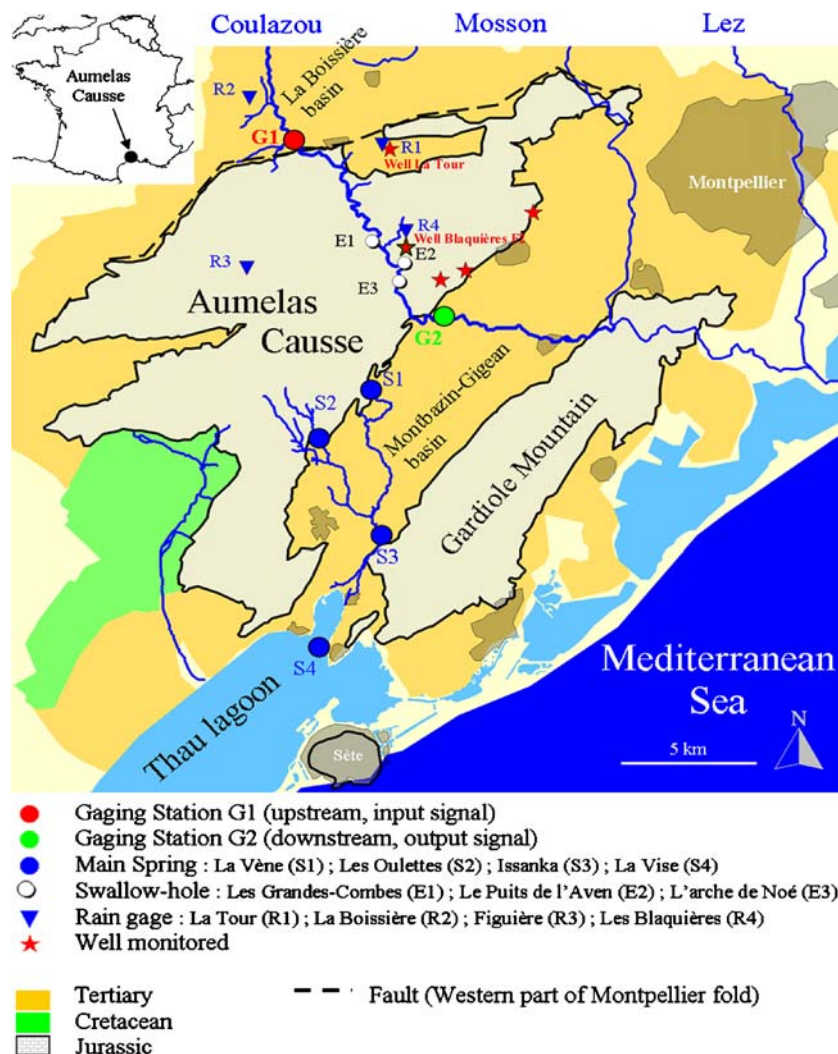 Coulazou
Mosson
Lez
Aumelas
Causse
La Boissière
basin
R2
G1
R1
Well La Tour
Montpellier
R4
Well Blaquières F2
E1
E2
R3
E3
Aumelas
Causse
G2
S1
Montbazin-Gigean
basin
S2
Gardiole Mountain
S3
S4
Mediterranean
Sea
Thau lagoon
N
5 km
Sète
Gaging Station G1 (upstream, input signal)
Gaging Station G2 (downstream, output signal)
Main Spring : La Vène (S1) ; Les Oulettes (S2) ; Issanka (S3) ; La Vise (S4)
Swallow-hole : Les Grandes-Combes (E1) ; Le Puits de l'Aven (E2) ; L'arche de Noé (E3)
Rain gage : La Tour (R1) ; La Boissière (R2) ; Figuière (R3) ; Les Blaquières (R4)
Well monitored
Tertiary
Fault (Western part of Montpellier fold)
Cretacean
Jurassic